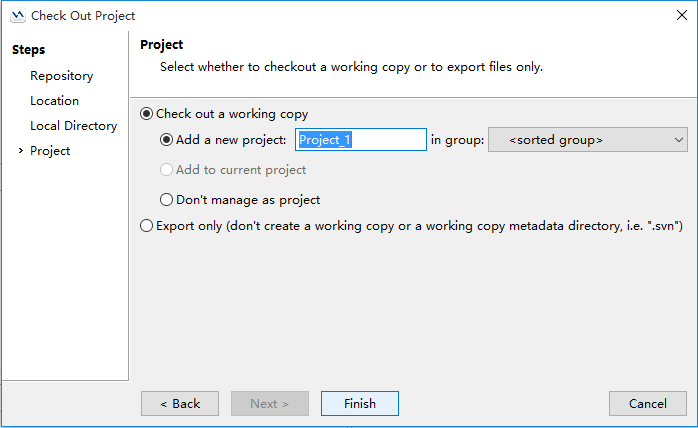 Check Out Project
Steps
Repository
Location
Local Directory
› Project
Project
Select whether to checkout a working copy or to export files only.
Check out a working copy
Add a new project: Project_1 in group: <sorted group>
Add to current project
Don't manage as project
Export only (don't create a working copy or a working copy metadata directory, i.e. ".svn")
< Back Next > Finish Cancel